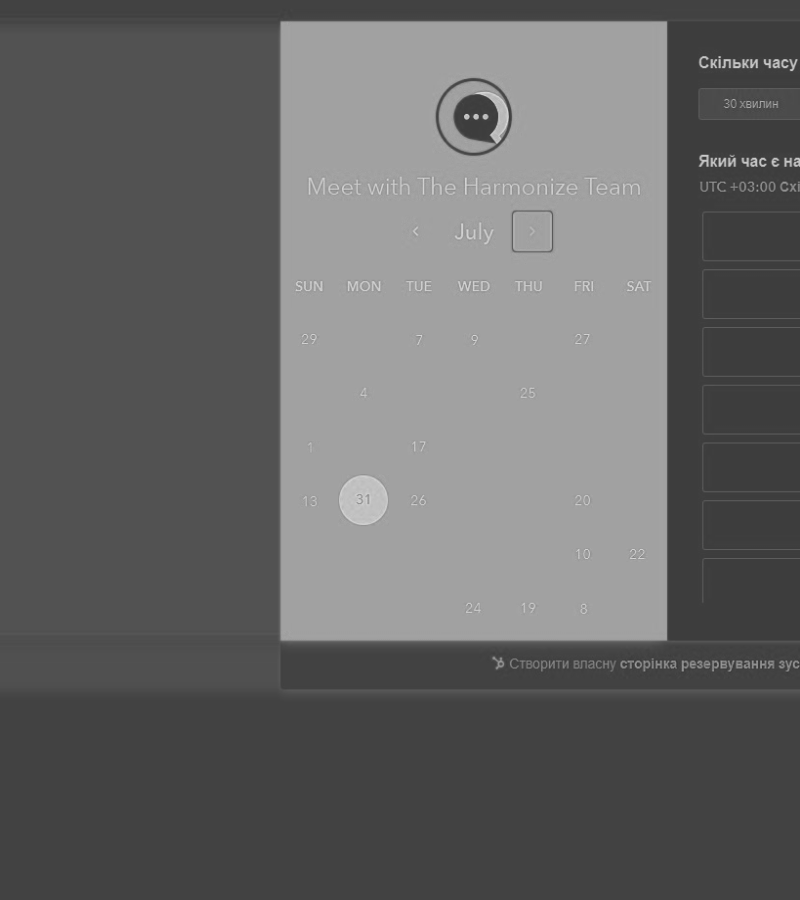 Скільки часу
30 хвилин
Який час є на
UTC +03:00 Схі
Meet with The Harmonize Team
July
SUN MON TUE WED THU FRI SAT
29 7 9 27
4 25
1 17
13 31 26 20
10 22
24 19 8
Створити власну сторінка резервування зус